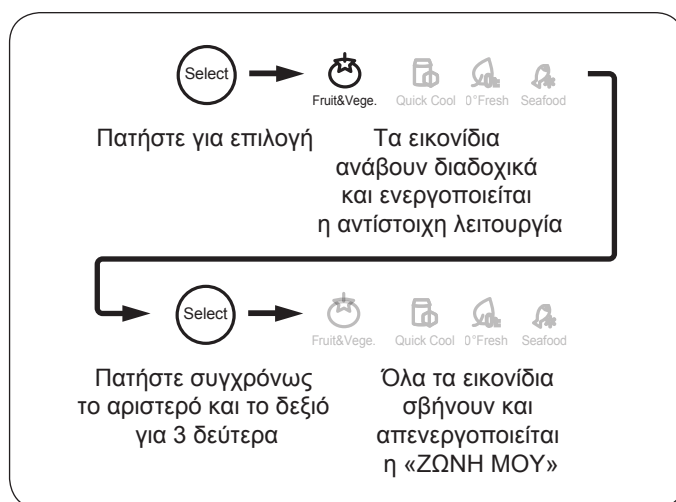 Select
Fruit&Vege. Quick Cool 0°Fresh Seafood
Πατήστε για επιλογή
Τα εικονίδια
ανάβουν διαδοχικά
και ενεργοποιείται
η αντίστοιχη λειτουργία
Select
Fruit&Vege. Quick Cool 0°Fresh Seafood
Πατήστε συγχρόνως
το αριστερό και το δεξιό
για 3 δεύτερα
Όλα τα εικονίδια
σβήνουν και
απενεργοποιείται
η «ΖΩΝΗ ΜΟΥ»